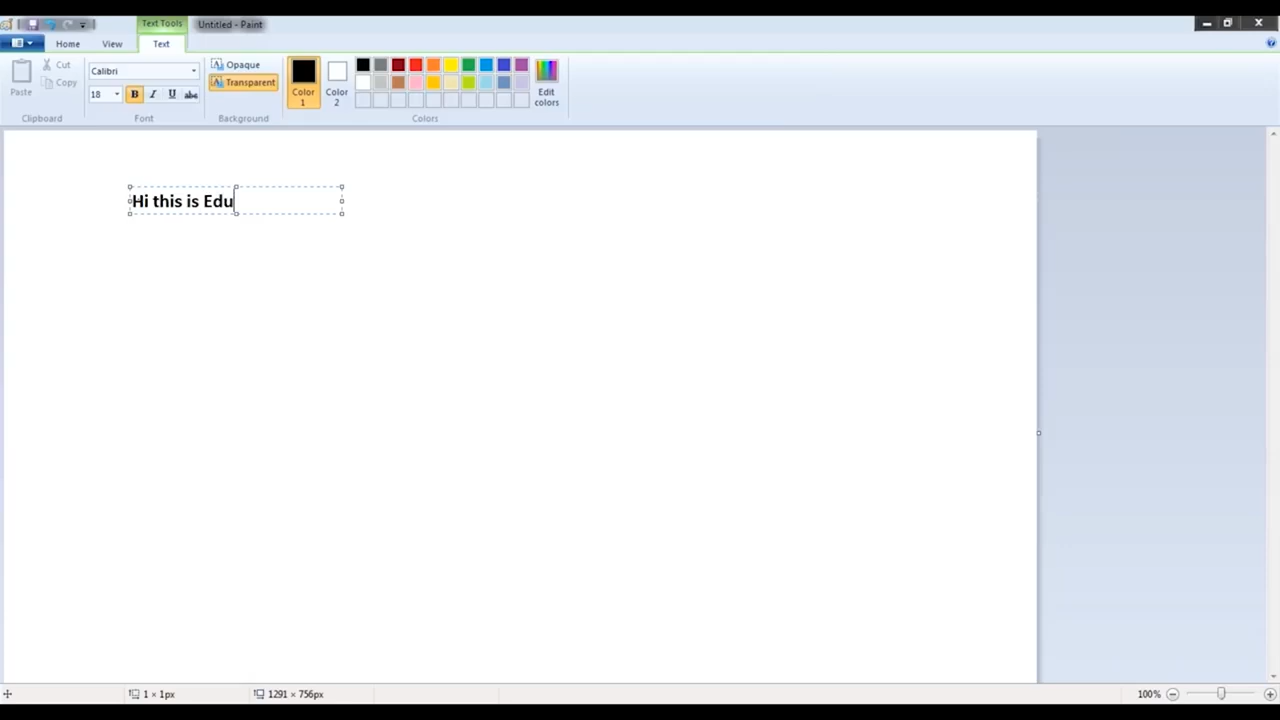 Text Tools
Untitled - Paint
Home
View
Text
Paste
Cut
Copy
Clipboard
Calibri
18
B I U abc
Font
Opaque
Transparent
Background
Color 1
Color 2
Edit colors
Colors
Hi this is Edu
1 × 1px
1291 × 756px
100%